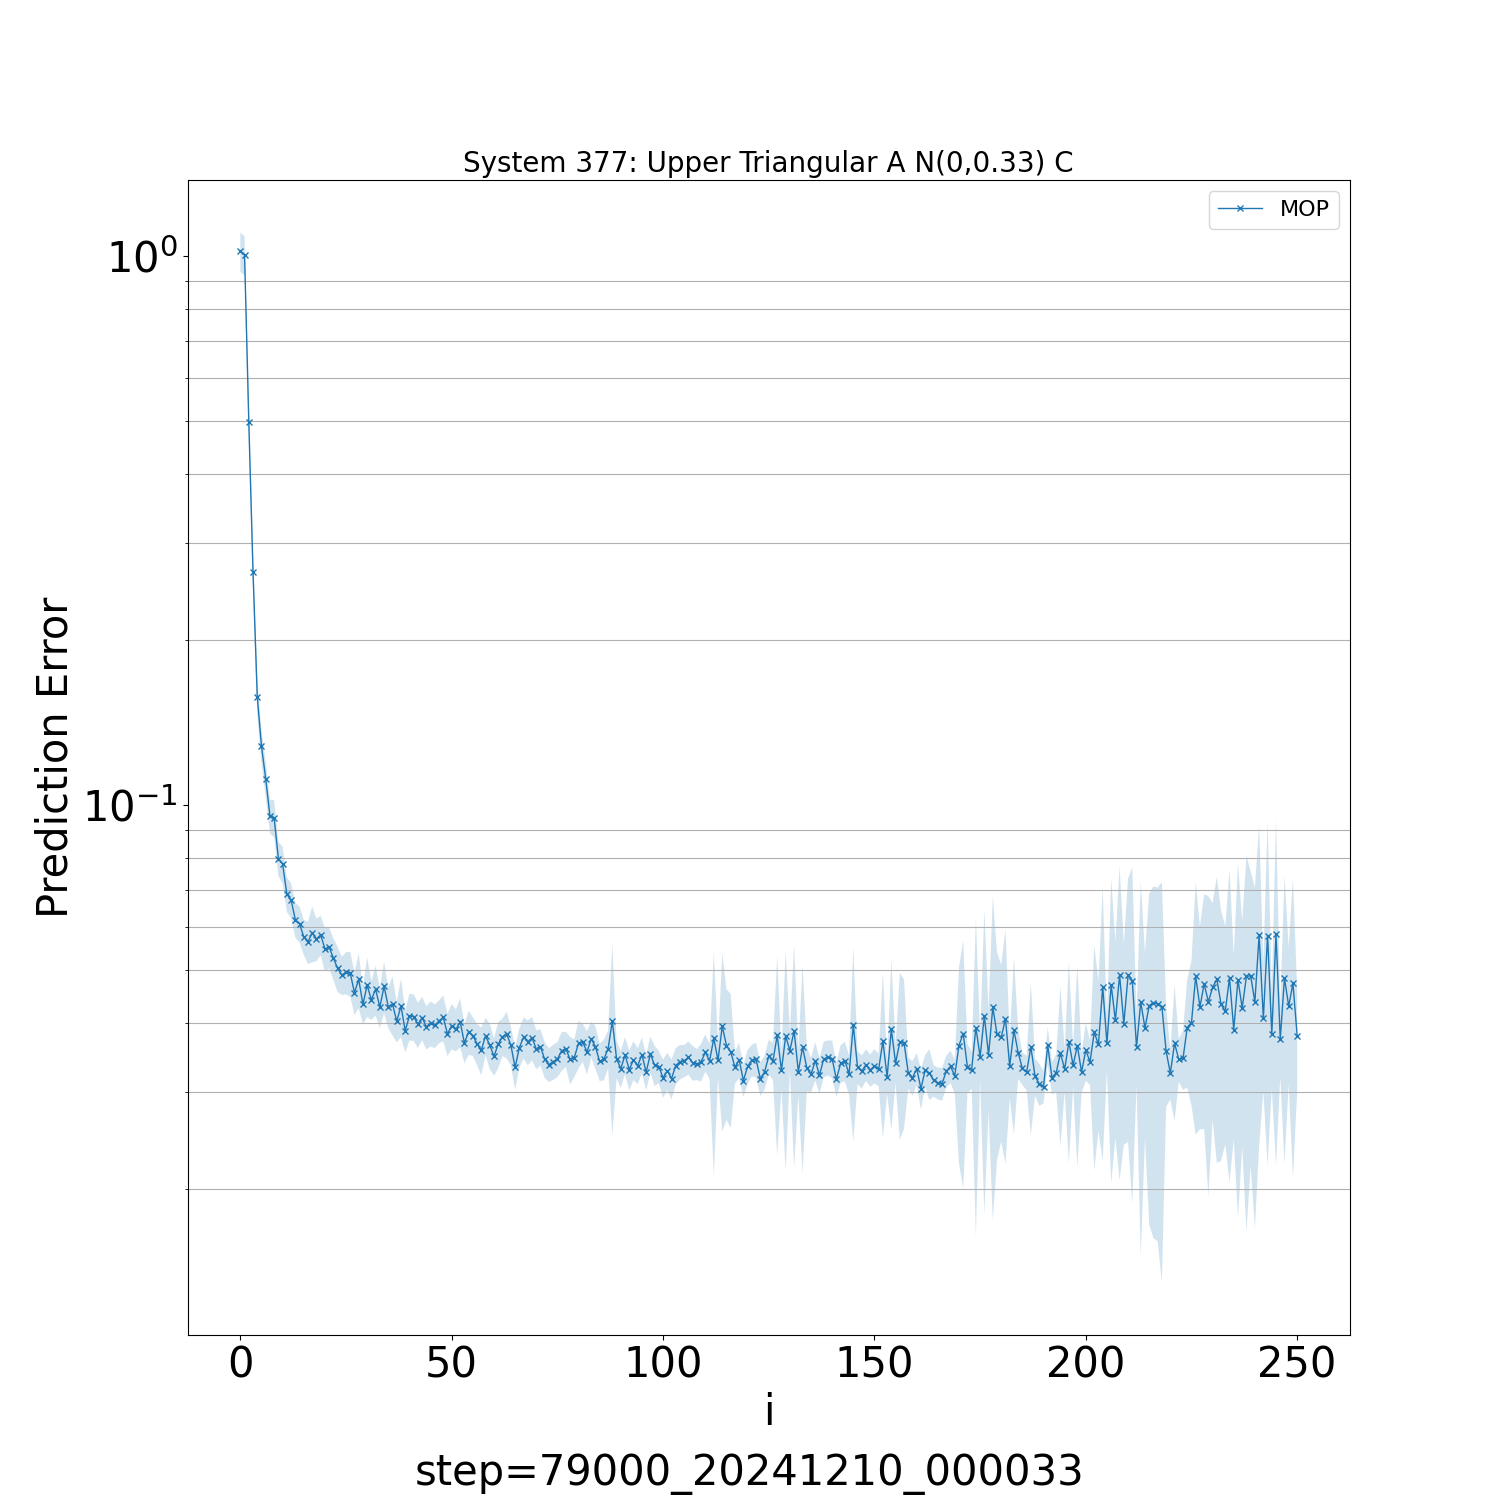 System 377: Upper Triangular A N(0,0.33) C
MOP
10⁰
10⁻¹
Prediction Error
0 50 100 150 200 250
i
step=79000_20241210_000033